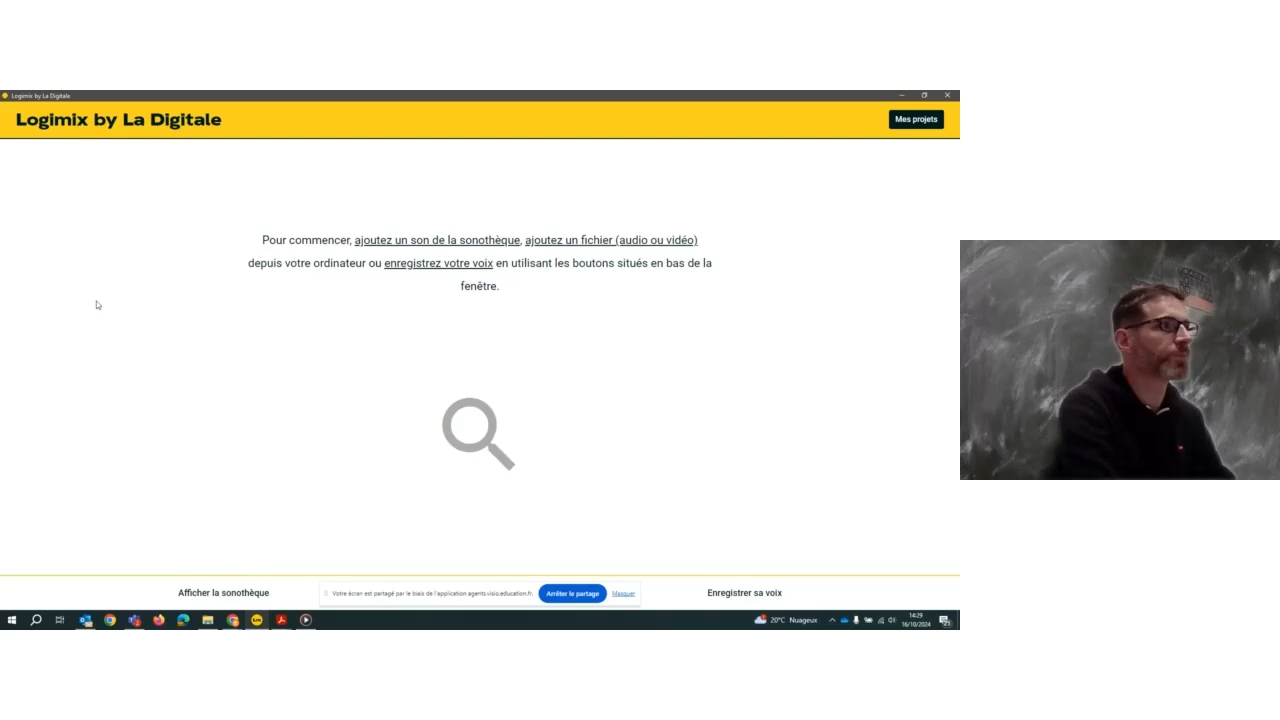 Logimix by La Digitale
Logimix by La Digitale
Mes projets
Pour commencer, ajoutez un son de la sonothèque, ajoutez un fichier (audio ou vidéo)
depuis votre ordinateur ou enregistrez votre voix en utilisant les boutons situés en bas de la
fenêtre.
Afficher la sonothèque
Votre écran est partagé par le biais de l'application agents.visio.education.fr.
Arrêter le partage
Masquer
Enregistrer sa voix
20°C Nuageux
14:29
16/10/2024